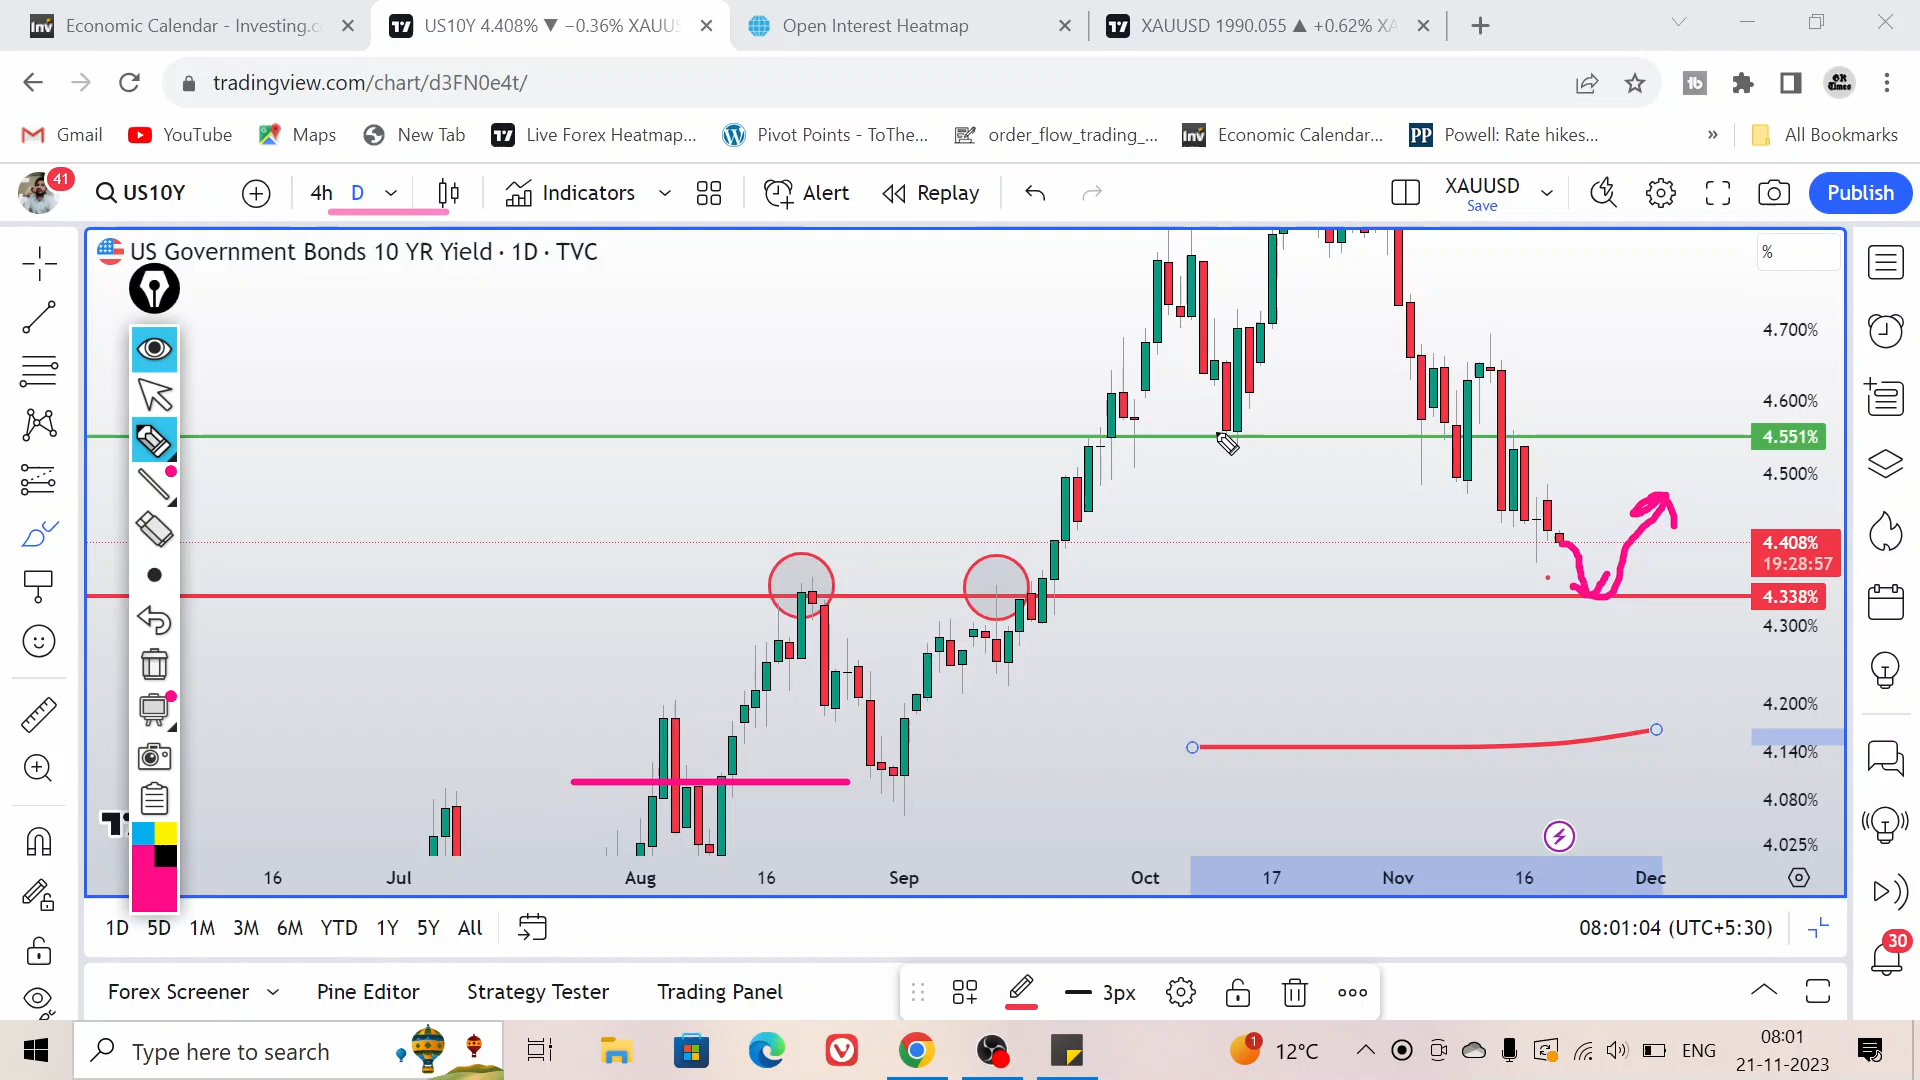 Economic Calendar - Investing.c
US10Y 4.408% ▼ −0.36% XAUUS
Open Interest Heatmap
XAUUSD 1990.055 ▲ +0.62% XA
tradingview.com/chart/d3FN0e4t/
Gmail
YouTube
Maps
New Tab
Live Forex Heatmap...
Pivot Points - ToThe...
order_flow_trading_...
Economic Calendar...
Powell: Rate hikes...
»
All Bookmarks
41
US10Y
4h
D
Indicators
Alert
Replay
XAUUSD
Save
Publish
US Government Bonds 10 YR Yield · 1D · TVC
%
4.700%
4.600%
4.551%
4.500%
4.408%
19:28:57
4.338%
4.300%
4.200%
4.140%
4.080%
4.025%
16
Jul
Aug
16
Sep
Oct
17
Nov
16
Dec
1D
5D
1M
3M
6M
YTD
1Y
5Y
All
08:01:04 (UTC+5:30)
30
Forex Screener
Pine Editor
Strategy Tester
Trading Panel
3px
Type here to search
1
12°C
ENG
08:01
21-11-2023